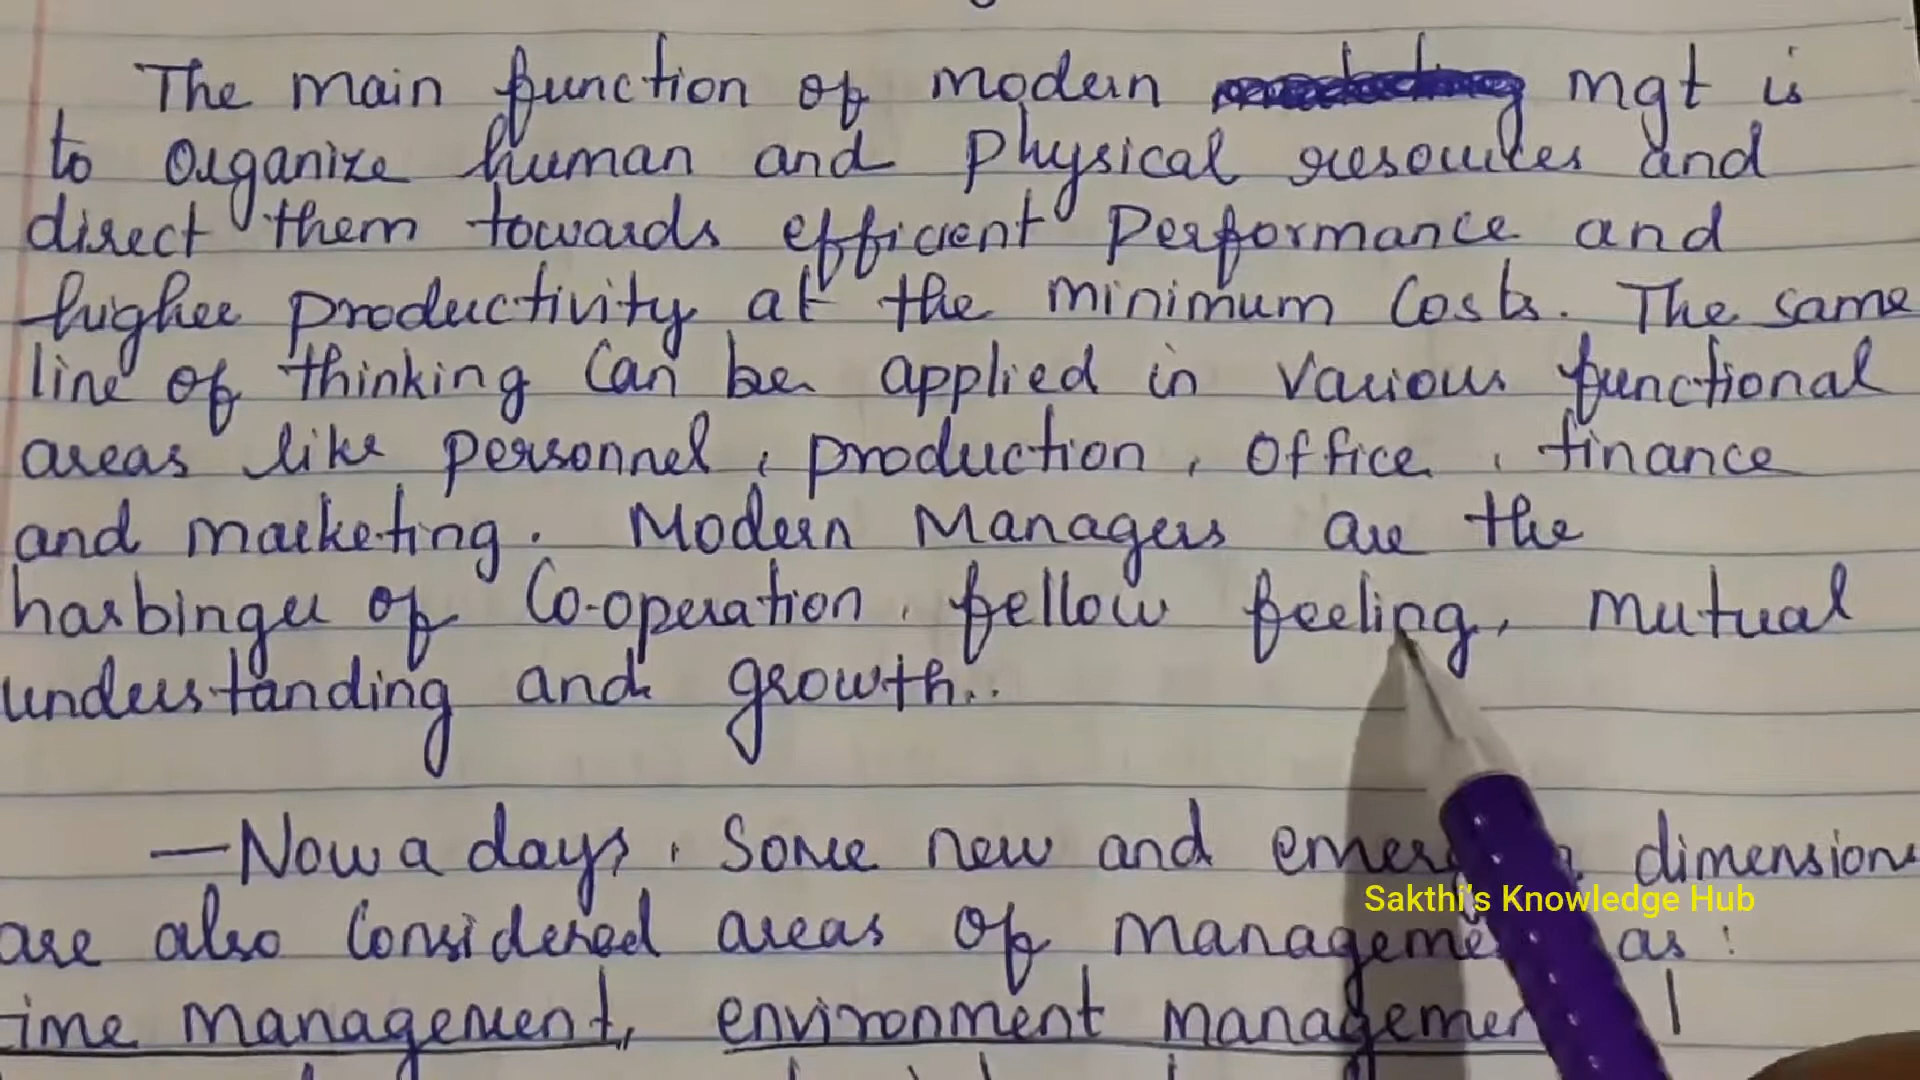 The main function of modern mgt is
to organize human and physical resources and
direct them towards efficient performance and
higher productivity at the minimum costs. The same
line of thinking can be applied in various functional
areas like personnel, production, office, finance
and marketing. Modern Managers are the
harbinger of Co-operation, fellow feeling, mutual
understanding and growth..
— Now a days, Some new and dimensions
Sakthi's Knowledge Hub
are also considered areas of as :
management, environment